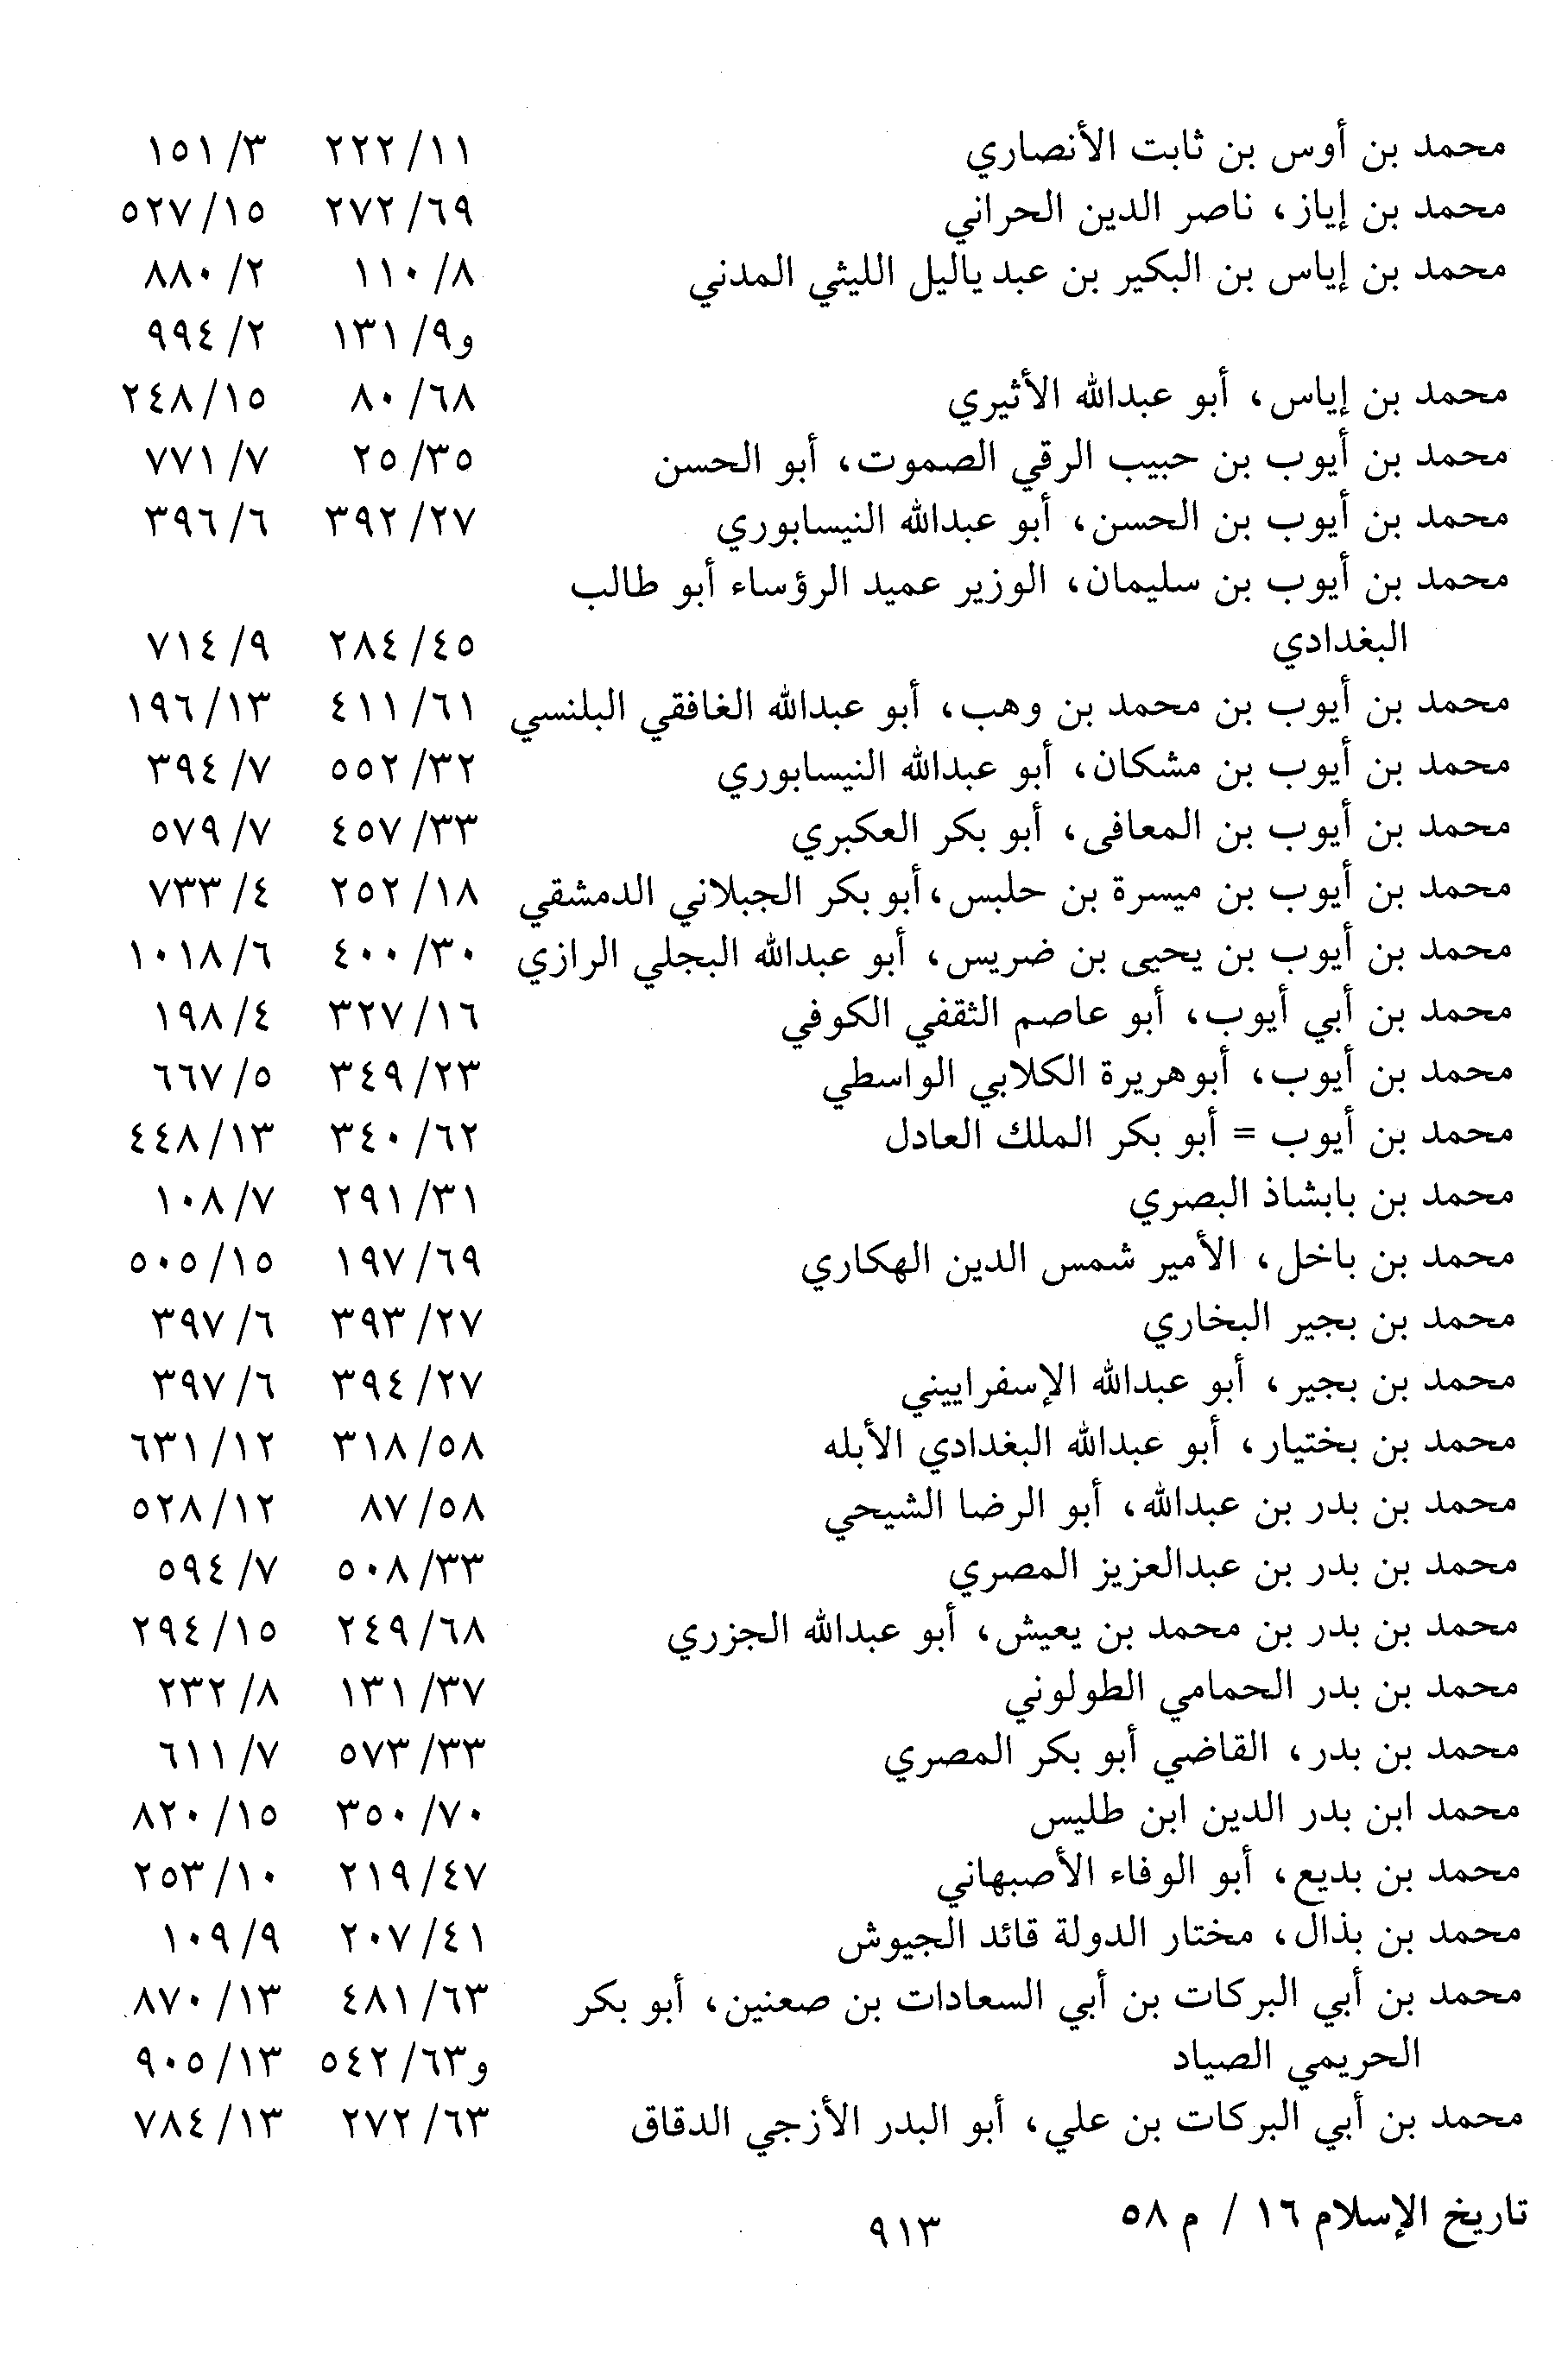 محمد بن أوس بن ثابت الأنصاري ١١/ ٢٢٢ ٣/ ١٥١
محمد بن إياز، ناصر الدين الحراني ٦٩/ ٢٧٢ ١٥/ ٥٢٧
محمد بن إياس بن البكير بن عبد ياليل الليثي المدني ٨/ ١١٠ ٢/ ٨٨٠
و٩/ ١٣١ ٢/ ٩٩٤
محمد بن إياس، أبو عبدالله الأثيري ٦٨/ ٨٠ ١٥/ ٢٤٨
محمد بن أيوب بن حبيب الرقي الصموت، أبو الحسن ٣٥/ ٢٥ ٧/ ٧٧١
محمد بن أيوب بن الحسن، أبو عبدالله النيسابوري ٢٧/ ٣٩٢ ٦/ ٣٩٦
محمد بن أيوب بن سليمان، الوزير عميد الرؤساء أبو طالب
البغدادي ٤٥/ ٢٨٤ ٩/ ٧١٤
محمد بن أيوب بن محمد بن وهب، أبو عبدالله الغافقي البلنسي ٦١/ ٤١١ ١٣/ ١٩٦
محمد بن أيوب بن مشكان، أبو عبدالله النيسابوري ٣٢/ ٥٥٢ ٧/ ٣٩٤
محمد بن أيوب بن المعافى، أبو بكر العكبري ٣٣/ ٤٥٧ ٧/ ٥٧٩
محمد بن أيوب بن ميسرة بن حلبس، أبو بكر الجبلاني الدمشقي ١٨/ ٢٥٢ ٤/ ٧٣٣
محمد بن أيوب بن يحيى بن ضريس، أبو عبدالله البجلي الرازي ٣٠/ ٤٠٠ ٦/ ١٠١٨
محمد بن أبي أيوب، أبو عاصم الثقفي الكوفي ١٦/ ٣٢٧ ٤/ ١٩٨
محمد بن أيوب، أبوهريرة الكلابي الواسطي ٢٣/ ٣٤٩ ٥/ ٦٦٧
محمد بن أيوب = أبو بكر الملك العادل ٦٢/ ٣٤٠ ١٣/ ٤٤٨
محمد بن بابشاذ البصري ٣١/ ٢٩١ ٧/ ١٠٨
محمد بن باخل، الأمير شمس الدين الهكاري ٦٩/ ١٩٧ ١٥/ ٥٠٥
محمد بن بجير البخاري ٢٧/ ٣٩٣ ٦/ ٣٩٧
محمد بن بجير، أبو عبدالله الإسفراييني ٢٧/ ٣٩٤ ٦/ ٣٩٧
محمد بن بختيار، أبو عبدالله البغدادي الأبله ٥٨/ ٣١٨ ١٢/ ٦٣١
محمد بن بدر بن عبدالله، أبو الرضا الشيحي ٥٨/ ٨٧ ١٢/ ٥٢٨
محمد بن بدر بن عبدالعزيز المصري ٣٣/ ٥٠٨ ٧/ ٥٩٤
محمد بن بدر بن محمد بن يعيش، أبو عبدالله الجزري ٦٨/ ٢٤٩ ١٥/ ٢٩٤
محمد بن بدر الحمامي الطولوني ٣٧/ ١٣١ ٨/ ٢٣٢
محمد بن بدر، القاضي أبو بكر المصري ٣٣/ ٥٧٣ ٧/ ٦١١
محمد ابن بدر الدين ابن طليس ٧٠/ ٣٥٠ ١٥/ ٨٢٠
محمد بن بديع، أبو الوفاء الأصبهاني ٤٧/ ٢١٩ ١٠/ ٢٥٣
محمد بن بذال، مختار الدولة قائد الجيوش ٤١/ ٢٠٧ ٩/ ١٠٩
محمد بن أبي البركات بن أبي السعادات بن صعنين، أبو بكر ٦٣/ ٤٨١ ١٣/ ٨٧٠
الحريمي الصياد و٦٣/ ٥٤٢ ١٣/ ٩٠٥
محمد بن أبي البركات بن علي، أبو البدر الأزجي الدقاق ٦٣/ ٢٧٢ ١٣/ ٧٨٤
تاريخ الإسلام ١٦ / م ٥٨
٩١٣